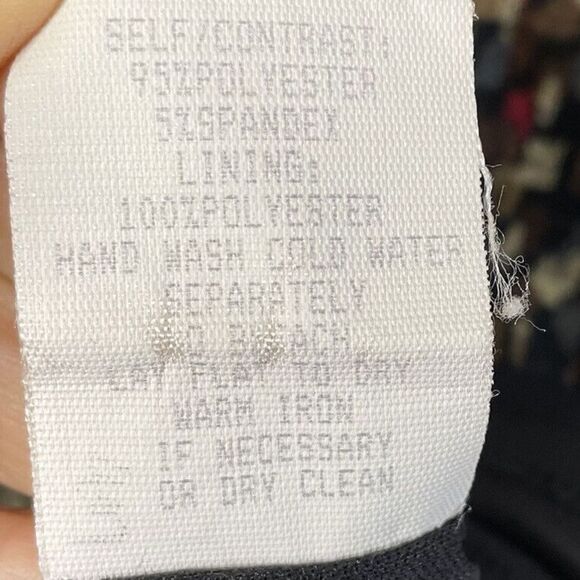 SELF/CONTRAST:
95%POLYESTER
5%SPANDEX
LINING:
100%POLYESTER
HAND WASH COLD WATER
SEPARATELY
LAY FLAT TO DRY
WARM IRON
IF NECESSARY
OR DRY CLEAN